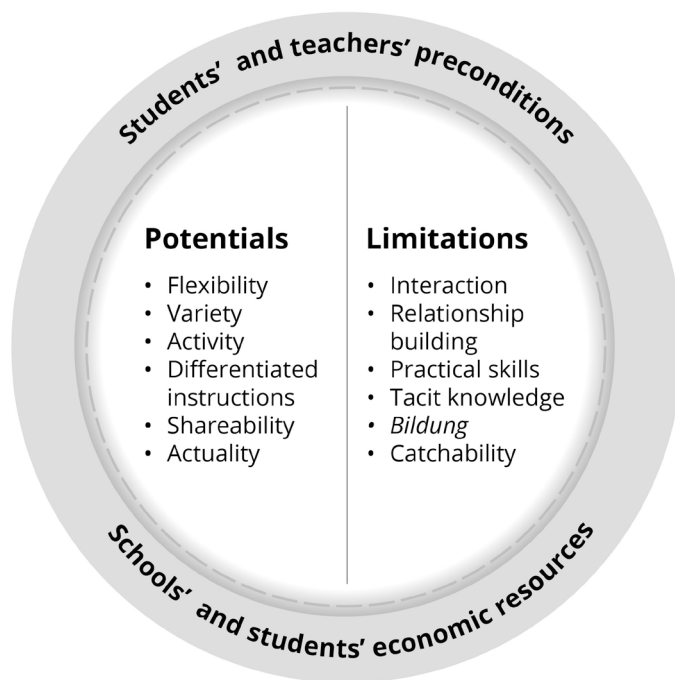 Students' and teachers' preconditions
Potentials
• Flexibility
• Variety
• Activity
• Differentiated
instructions
• Shareability
• Actuality
Limitations
• Interaction
• Relationship
building
• Practical skills
• Tacit knowledge
• Bildung
• Catchability
Schools' and students' economic resources